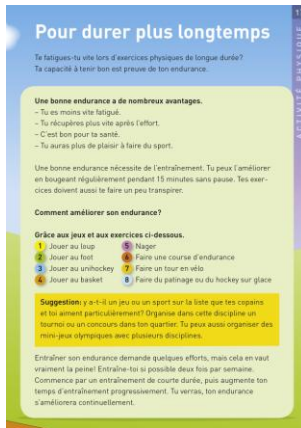 Pour durer plus longtemps
Te fatigues-tu vite lors d'exercices physiques de longue durée?
Ta capacité à tenir bon est preuve de ton endurance.
Une bonne endurance a de nombreux avantages.
– Tu es moins vite fatigué.
– Tu récupères plus vite après l'effort.
– C'est bon pour ta santé.
– Tu auras plus de plaisir à faire du sport.
Une bonne endurance nécessite de l'entraînement. Tu peux l'améliorer
en bougeant régulièrement pendant 15 minutes sans pause. Tes exer-
cices doivent aussi te faire un peu transpirer.
Comment améliorer son endurance?
Grâce aux jeux et aux exercices ci-dessous.
1 Jouer au loup
2 Jouer au foot
3 Jouer au unihockey
4 Jouer au basket
5 Nager
6 Faire une course d'endurance
7 Faire un tour en vélo
8 Faire du patinage ou du hockey sur glace
Suggestion: y a-t-il un jeu ou un sport sur la liste que tes copains
et toi aiment particulièrement? Organise dans cette discipline un
tournoi ou un concours dans ton quartier. Tu peux aussi organiser des
mini-jeux olympiques avec plusieurs disciplines.
Entraîner son endurance demande quelques efforts, mais cela en vaut
vraiment la peine! Entraîne-toi si possible deux fois par semaine.
Commence par un entraînement de courte durée, puis augmente ton
temps d'entraînement progressivement. Tu verras, ton endurance
s'améliorera continuellement.
ACTIVITÉ PHYSIQUE